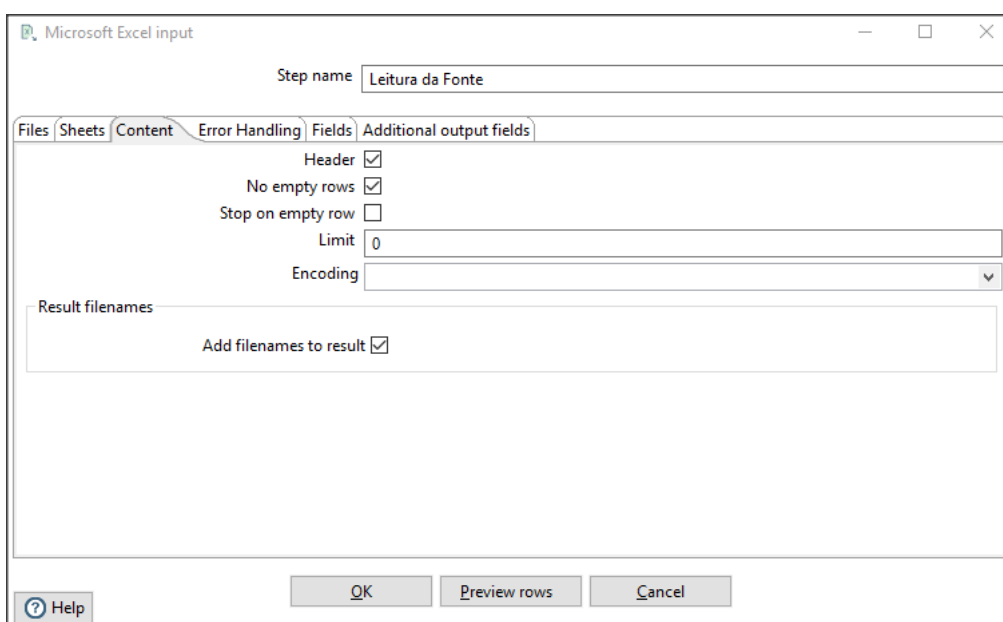 Microsoft Excel input
Step name Leitura da Fonte
Files Sheets Content Error Handling Fields Additional output fields
Header
No empty rows
Stop on empty row
Limit 0
Encoding
Result filenames
Add filenames to result
OK Preview rows Cancel
Help